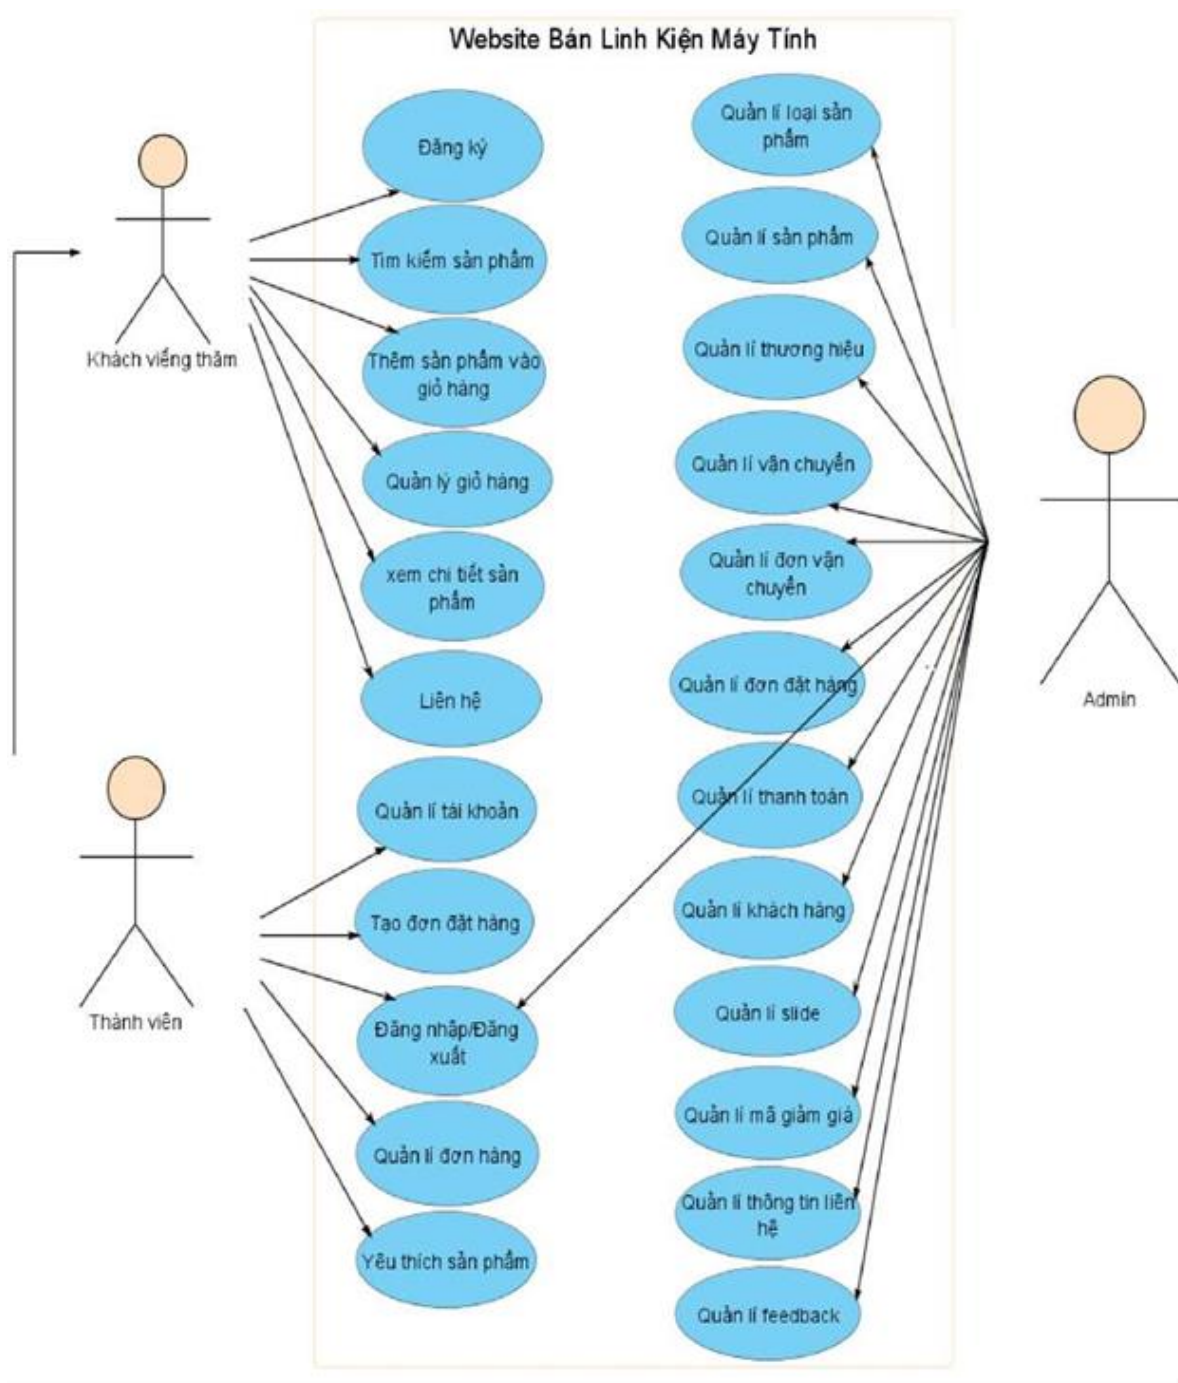 Website Bán Linh Kiện Máy Tính
Đăng ký
Tìm kiếm sản phẩm
Thêm sản phẩm vào
giỏ hàng
Quản lý giỏ hàng
xem chi tiết sản
phẩm
Liên hệ
Quản lí tài khoản
Tạo đơn đặt hàng
Đăng nhập/Đăng
xuất
Quản lí đơn hàng
Yêu thích sản phẩm
Quản lí loại sản
phẩm
Quản lí sản phẩm
Quản lí thương hiệu
Quản lí vận chuyển
Quản lí đơn vận
chuyển
Quản lí đơn đặt hàng
Quản lí thanh toán
Quản lí khách hàng
Quản lí slide
Quản lí mã giảm giá
Quản lí thông tin liên
hệ
Quản lí feedback
Khách viếng thăm
Thành viên
Admin